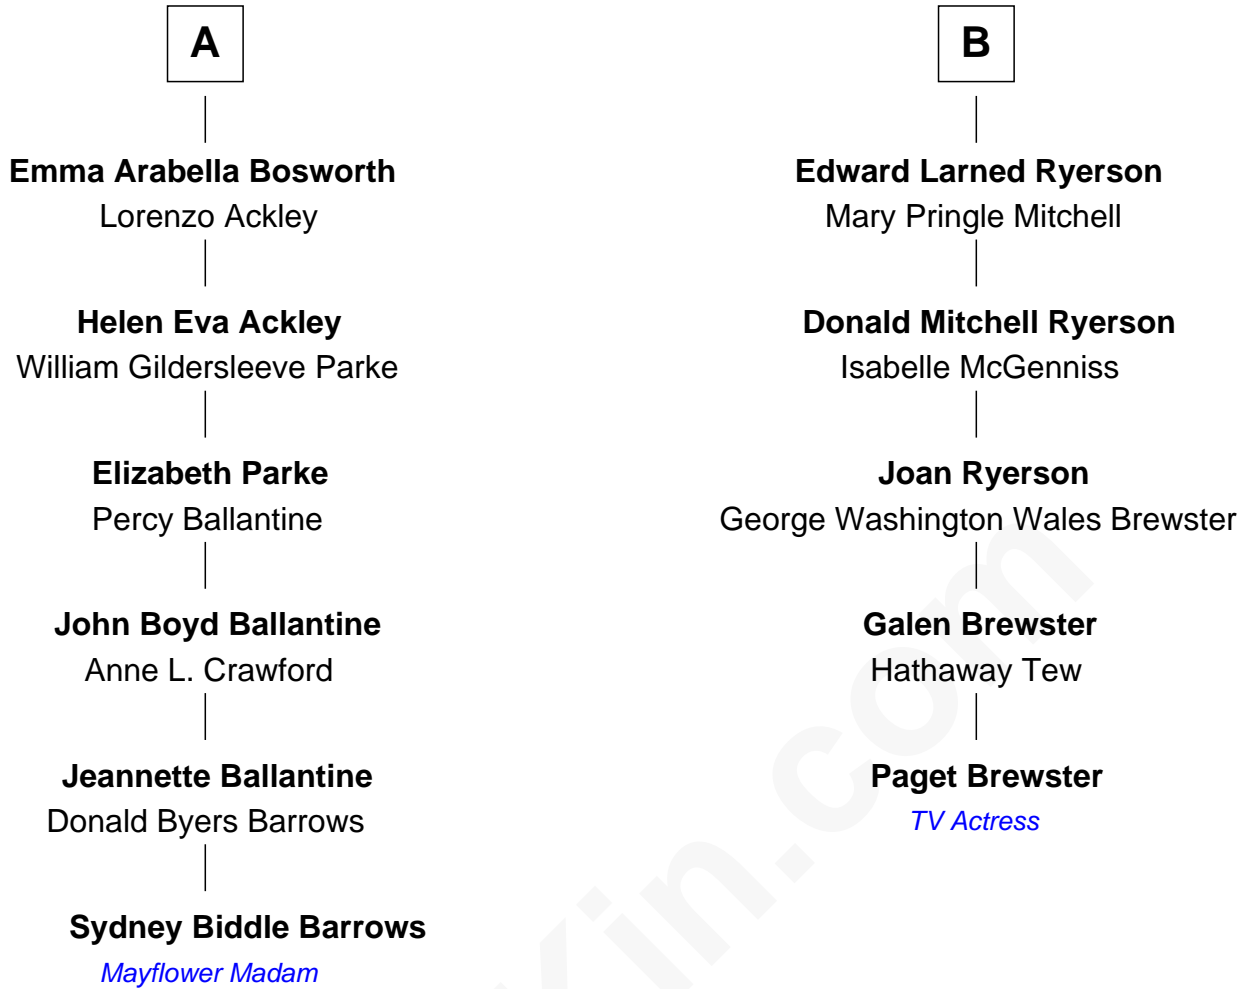 A
Emma Arabella Bosworth
Lorenzo Ackley
Helen Eva Ackley
William Gildersleeve Parke
Elizabeth Parke
Percy Ballantine
John Boyd Ballantine
Anne L. Crawford
Jeannette Ballantine
Donald Byers Barrows
Sydney Biddle Barrows
Mayflower Madam
B
Edward Larned Ryerson
Mary Pringle Mitchell
Donald Mitchell Ryerson
Isabelle McGenniss
Joan Ryerson
George Washington Wales Brewster
Galen Brewster
Hathaway Tew
Paget Brewster
TV Actress
Kin.com